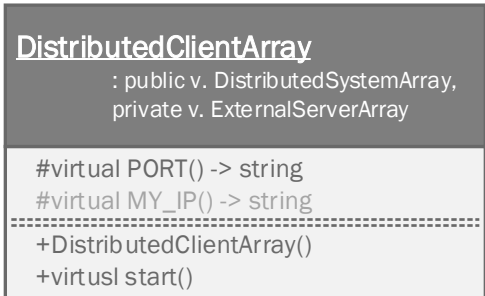 DistributedClientArray
: public v. DistributedSystemArray,
private v. ExternalServerArray
#virtual PORT() -> string
#virtual MY_IP() -> string
+DistributedClientArray()
+virtusl start()